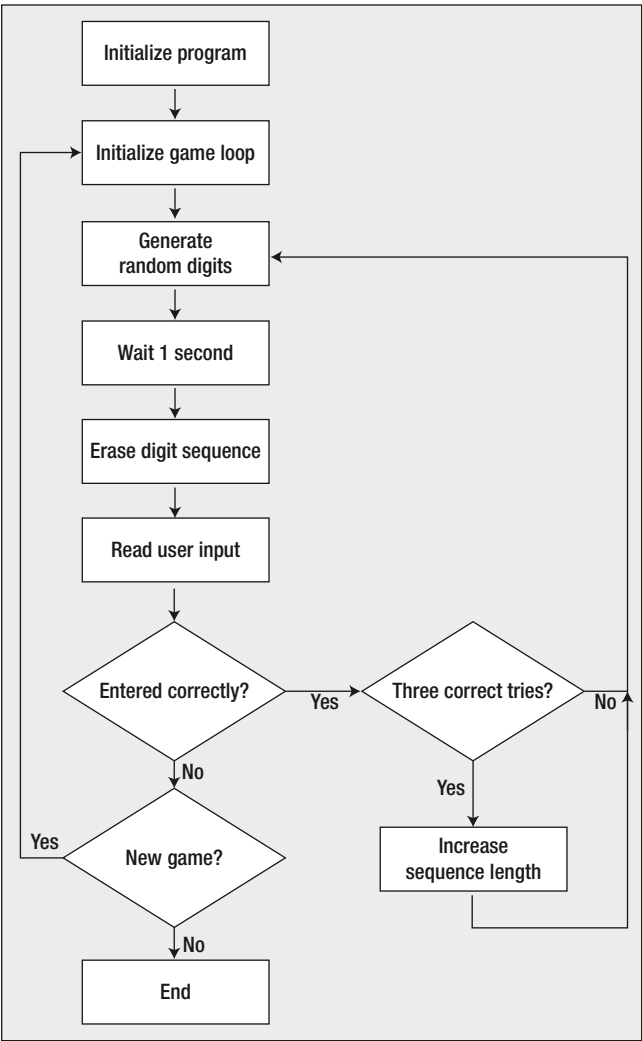 Initialize program
Initialize game loop
Generate
random digits
Wait 1 second
Erase digit sequence
Read user input
Entered correctly?
Yes
Three correct tries?
No
No
Yes
Yes
New game?
Increase
sequence length
No
End